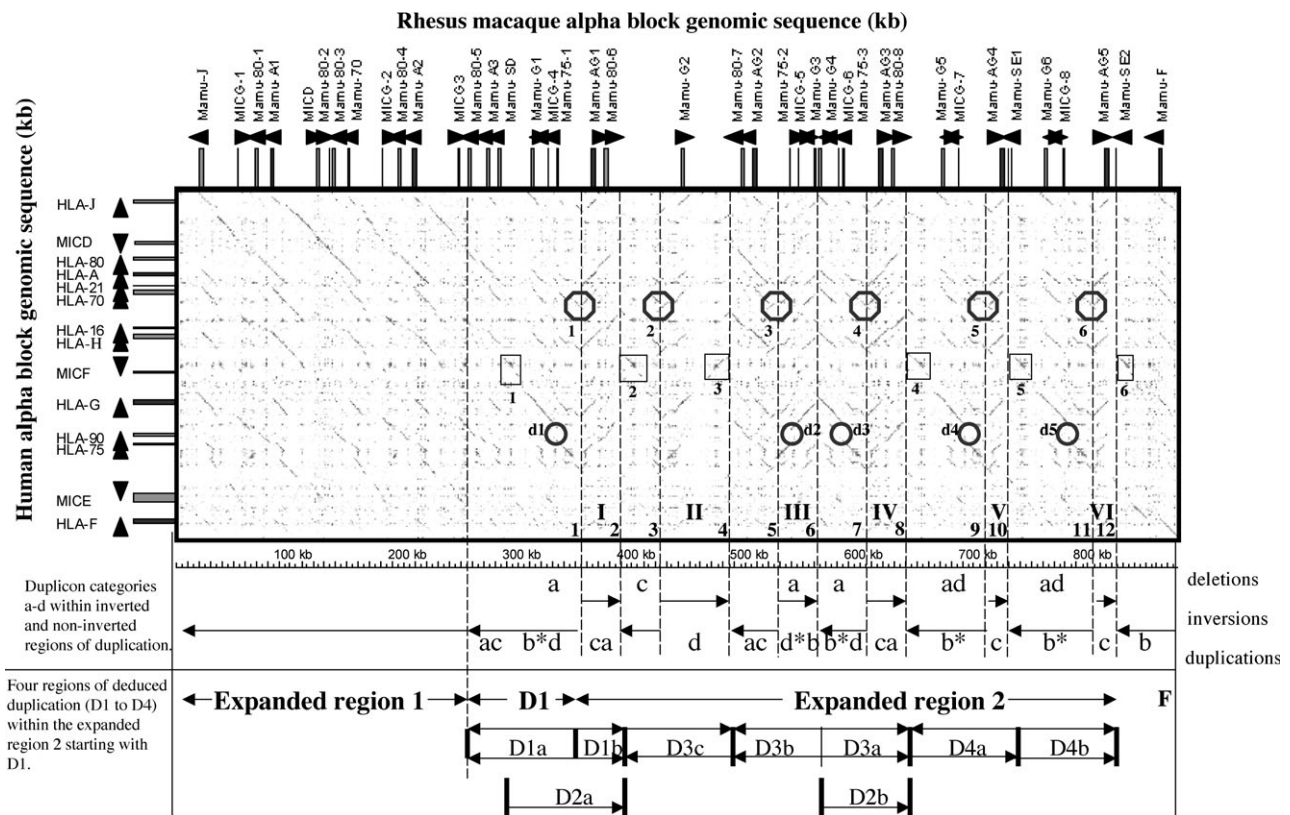 Rhesus macaque alpha block genomic sequence (kb)
Mamu-J
MICG-1
Mamu-80-1
Mamu-A1
MICD
Mamu-80-2
Mamu-80-3
Mamu-70
MICG-2
Mamu-80-4
Mamu-A2
MICG-3
Mamu-80-5
Mamu-A3
Mamu-SD
Mamu-G1
MICG-4
Mamu-75-1
Mamu-AG1
Mamu-80-6
Mamu-G2
Mamu-80-7
Mamu-AG2
Mamu-75-2
MICG-5
Mamu-G3
Mamu-G4
MICG-6
Mamu-75-3
Mamu-AG3
Mamu-80-8
Mamu-G5
MICG-7
Mamu-AG4
Mamu-SE1
Mamu-G6
MICG-8
Mamu-AG5
Mamu-SE2
Mamu-F
Human alpha block genomic sequence (kb)
HLA-J
MICD
HLA-80
HLA-A
HLA-21
HLA-70
HLA-16
HLA-H
MICF
HLA-G
HLA-90
HLA-75
MICE
HLA-F
1 2 3 4 5 6
1 2 3 4 5 6
d1 d2 d3 d4 d5
I II III IV V VI
1 2 3 4 5 6 7 8 9 10 11 12
100 kb 200 kb 300 kb 400 kb 500 kb 600 kb 700 kb 800 kb
Duplicon categories
a-d within inverted
and non-inverted
regions of duplication.
a c a a ad ad
ac b*d ca d ac d*b b*d ca b* c b* c b
deletions
inversions
duplications
Four regions of deduced
duplication (D1 to D4)
within the expanded
region 2 starting with
D1.
Expanded region 1 D1 Expanded region 2 F
D1a D1b D3c D3b D3a D4a D4b
D2a D2b